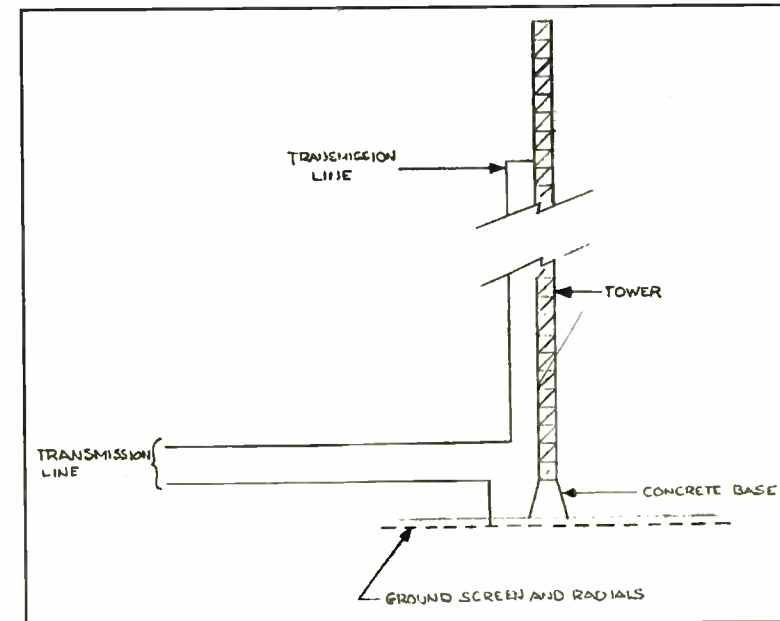 TRANSMISSION
LINE
TOWER
TRANSMISSION
LINE
CONCRETE BASE
GROUND SCREEN AND RADIALS